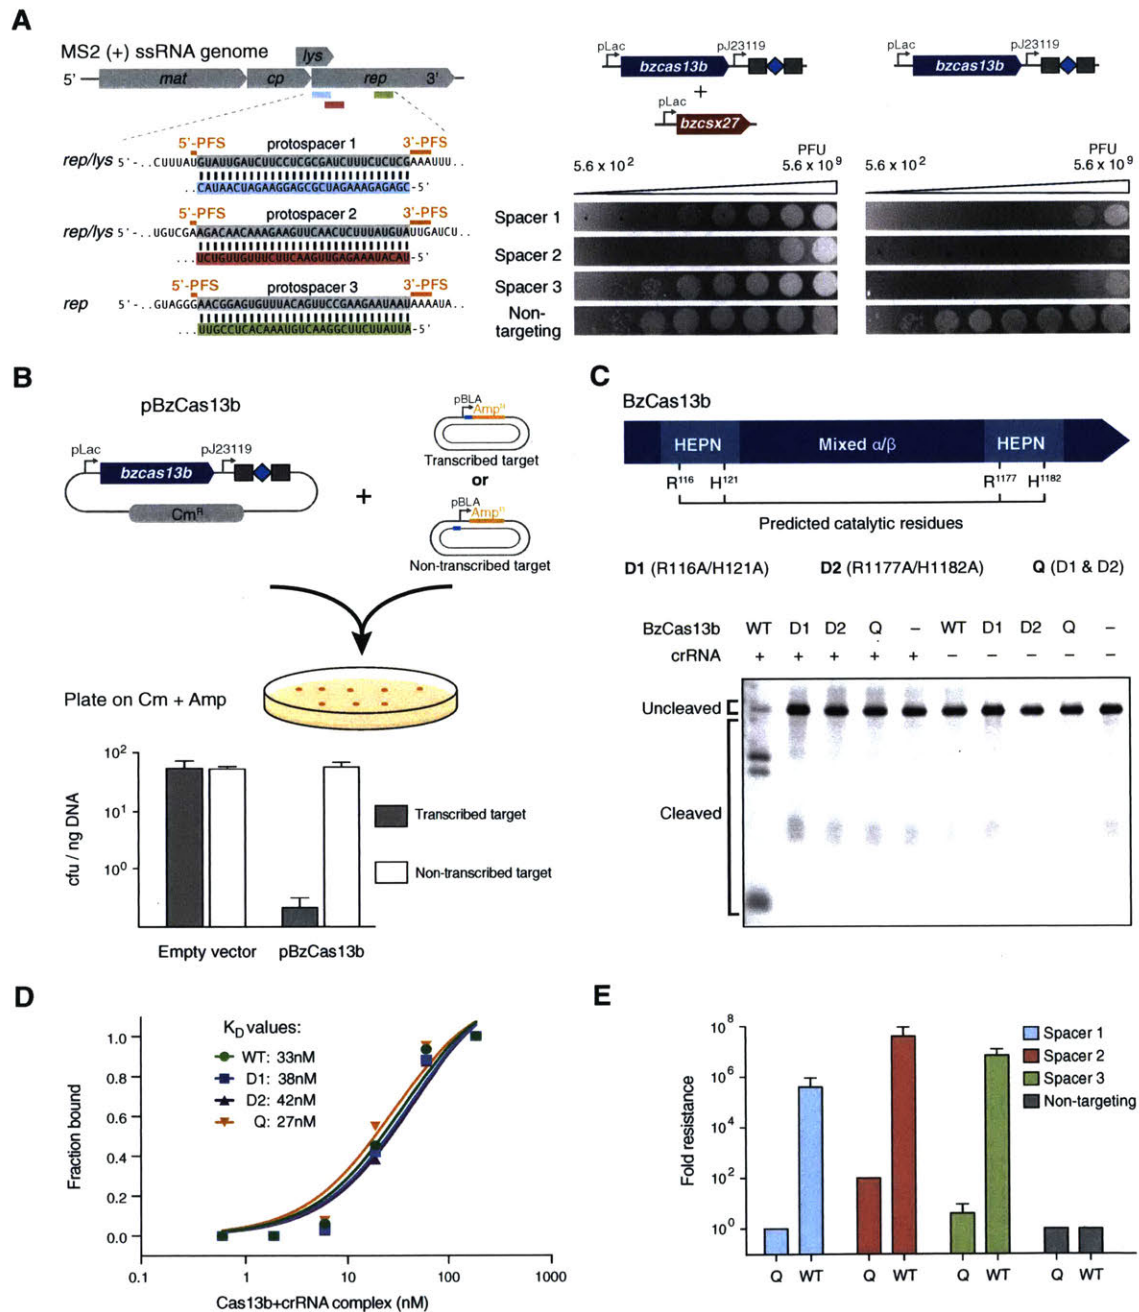 A
MS2 (+) ssRNA genome
lys
5' mat cp rep 3'
5'-PFS protospacer 1 3'-PFS
rep/lys 5' -..CUUUAUGUAUUGAUCUUCCUCGCGAUCUUUCUCUCGAAAUUU..
..CAUAACUAGAAGGAGCGCUAGAAAGAGAGC-5'
5'-PFS protospacer 2 3'-PFS
rep/lys 5' -..UGUCGAAGACAACAAAGAAGUUCAACUCUUUAUGUAUUGAUCU..
..UCUGUUGUUUCUUCAAGUUGAGAAAUACAU-5'
5'-PFS protospacer 3 3'-PFS
rep 5' -..GUAGGGAACGGAGUGUUUACAGUUCCGAAGAAUAAUAAAAUA..
...UUGCCUCACAAAUGUCAAGGCUUCUUAUUA-5'
pLac bzcas13b pJ23119
+
pLac
bzcsx27
pLac bzcas13b pJ23119
5.6 x 10² PFU 5.6 x 10⁹
5.6 x 10² PFU 5.6 x 10⁹
Spacer 1
Spacer 2
Spacer 3
Non-
targeting
B
pBzCas13b
pLac pJ23119
bzcas13b
Cmᴿ
+
pBLA
Ampᴿ
Transcribed target
or
pBLA
Ampᴿ
Non-transcribed target
Plate on Cm + Amp
cfu / ng DNA
10²
10¹
10⁰
Transcribed target
Non-transcribed target
Empty vector pBzCas13b
C
BzCas13b
HEPN Mixed α/β HEPN
R¹¹⁶ H¹²¹ R¹¹⁷⁷ H¹¹⁸²
Predicted catalytic residues
D1 (R116A/H121A) D2 (R1177A/H1182A) Q (D1 & D2)
BzCas13b WT D1 D2 Q – WT D1 D2 Q –
crRNA + + + + + – – – – –
Uncleaved
Cleaved
D
Fraction bound
1.0
0.8
0.6
0.4
0.2
0.0
K_D values:
WT: 33nM
D1: 38nM
D2: 42nM
Q: 27nM
0.1 1 10 100 1000
Cas13b+crRNA complex (nM)
E
Fold resistance
10⁸
10⁶
10⁴
10²
10⁰
Spacer 1
Spacer 2
Spacer 3
Non-targeting
Q WT Q WT Q WT Q WT